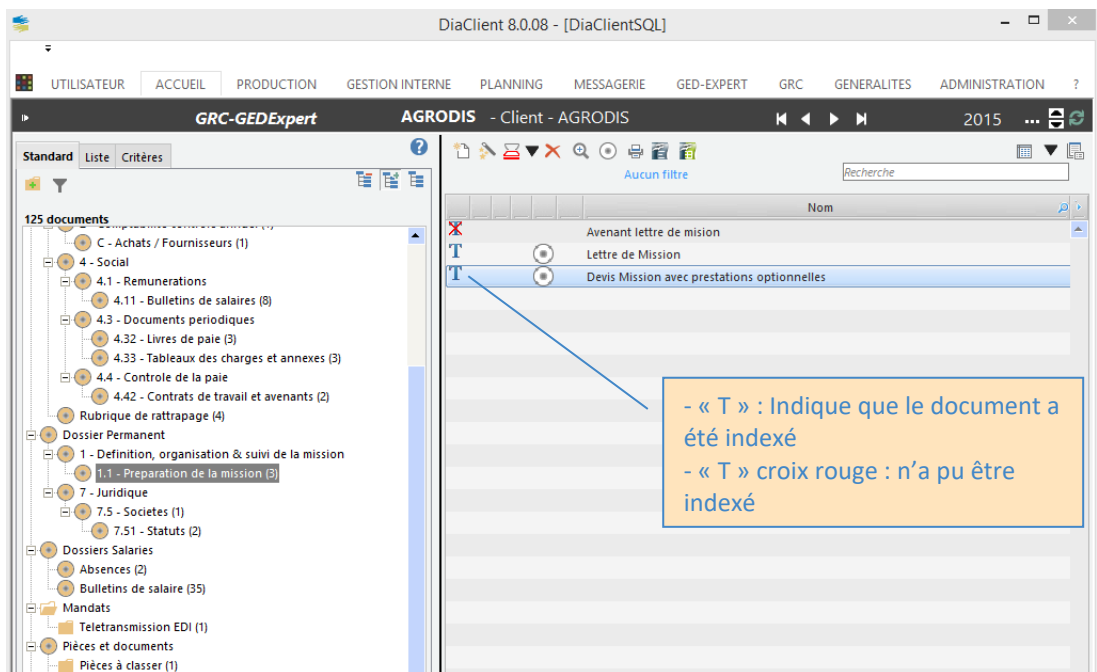 DiaClient 8.0.08 - [DiaClientSQL]
UTILISATEUR ACCUEIL PRODUCTION GESTION INTERNE PLANNING MESSAGERIE GED-EXPERT GRC GENERALITES ADMINISTRATION ?
GRC-GEDExpert AGRODIS - Client - AGRODIS 2015 ...
Standard Liste Critères
Aucun filtre
Recherche
125 documents
Nom
C - Achats / Fournisseurs (1)
4 - Social
4.1 - Remunerations
4.11 - Bulletins de salaires (8)
4.3 - Documents periodiques
4.32 - Livres de paie (3)
4.33 - Tableaux des charges et annexes (3)
4.4 - Controle de la paie
4.42 - Contrats de travail et avenants (2)
Rubrique de rattrapage (4)
Dossier Permanent
1 - Definition, organisation & suivi de la mission
1.1 - Preparation de la mission (3)
7 - Juridique
7.5 - Societes (1)
7.51 - Statuts (2)
Dossiers Salaries
Absences (2)
Bulletins de salaire (35)
Mandats
Teletransmission EDI (1)
Pièces et documents
Pièces à classer (1)
T Avenant lettre de mision
T Lettre de Mission
T Devis Mission avec prestations optionnelles
- « T » : Indique que le document a
été indexé
- « T » croix rouge : n'a pu être
indexé